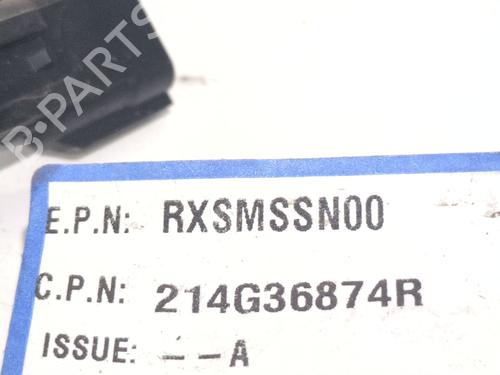 B-PARTS
E.P.N: RXSMSSN00
C.P.N: 214G36874R
ISSUE: --A